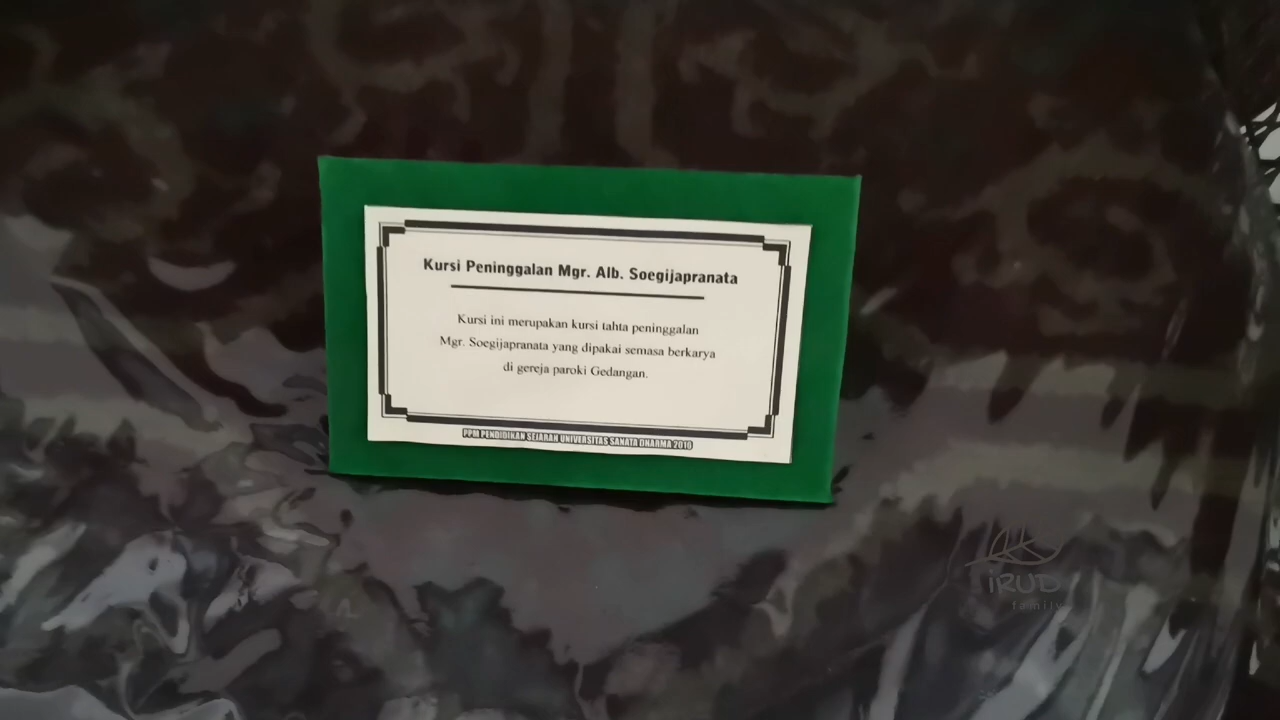 Kursi Peninggalan Mgr. Alb. Soegijapranata
Kursi ini merupakan kursi tahta peninggalan
Mgr. Soegijapranata yang dipakai semasa berkarya
di gereja paroki Gedangan.
PPM PENDIDIKAN SEJARAH UNIVERSITAS SANATA DHARMA 2010
iRUD
family